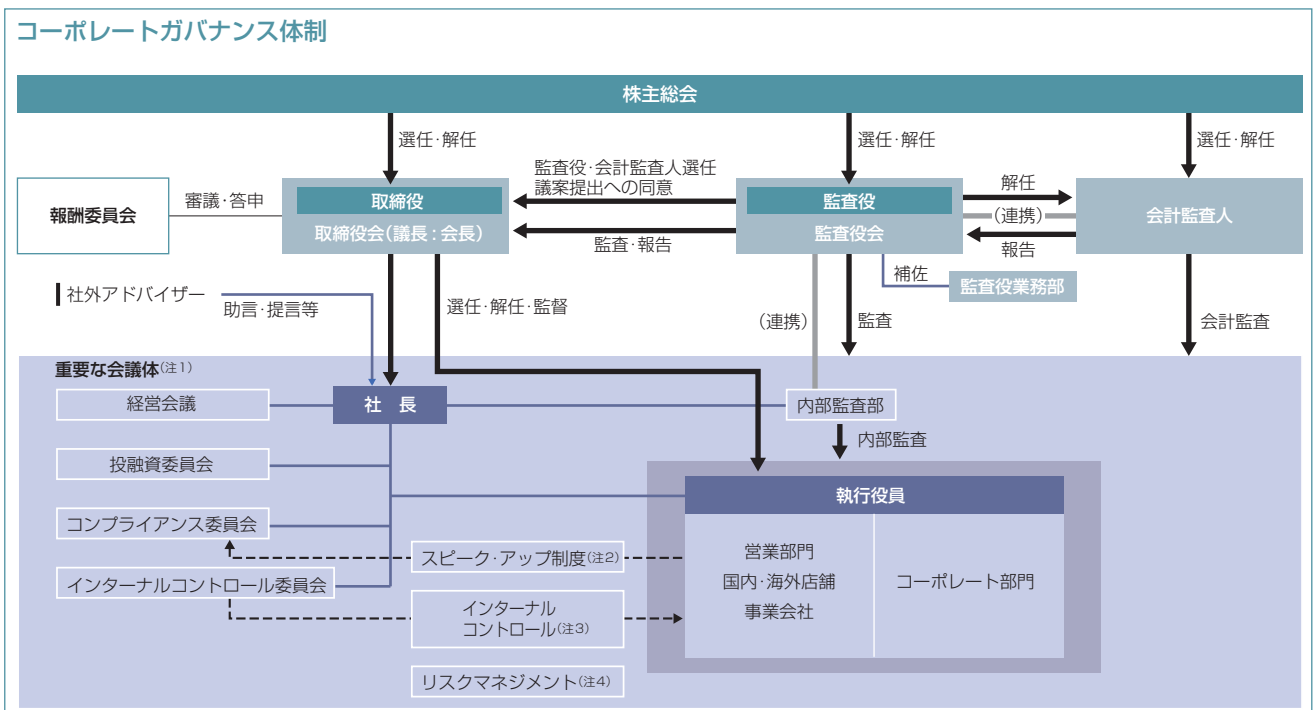 コーポレートガバナンス体制
株主総会
選任・解任
選任・解任
選任・解任
監査役・会計監査人選任
議案提出への同意
解任
報酬委員会
審議・答申
取締役
監査役
(連携)
会計監査人
取締役会(議長:会長)
監査役会
監査・報告
報告
補佐
監査役業務部
社外アドバイザー
助言・提言等
選任・解任・監督
(連携)
監査
会計監査
重要な会議体(注1)
経営会議
社 長
内部監査部
内部監査
投融資委員会
執行役員
コンプライアンス委員会
スピーク・アップ制度(注2)
営業部門
国内・海外店舗
事業会社
コーポレート部門
インターナルコントロール委員会
インターナル
コントロール(注3)
リスクマネジメント(注4)